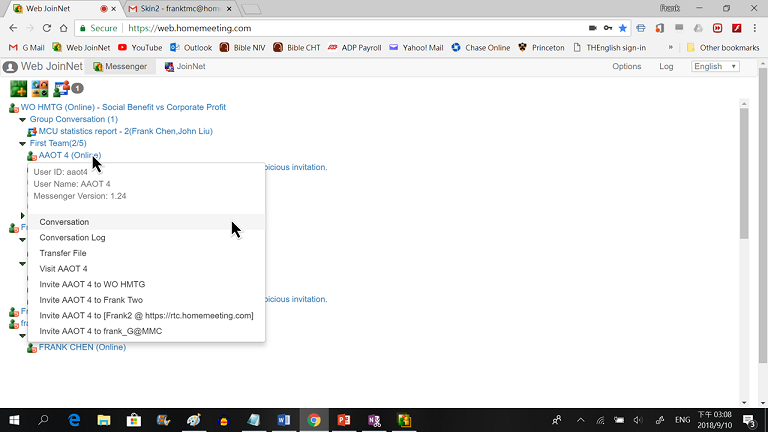 Web JoinNet
Skin2 - franktmc@home
Frank
Secure
https://web.homemeeting.com
G Mail
Web JoinNet
YouTube
Outlook
Bible NIV
Bible CHT
ADP Payroll
Yahoo! Mail
Chase Online
Princeton
THEnglish sign-in
»
Other bookmarks
Web JoinNet
Messenger
JoinNet
Options
Log
English
1
WO HMTG (Online) - Social Benefit vs Corporate Profit
Group Conversation (1)
MCU statistics report - 2(Frank Chen,John Liu)
First Team(2/5)
AAOT 4 (Online)
picious invitation.
User ID: aaot4
User Name: AAOT 4
Messenger Version: 1.24
Conversation
Conversation Log
Transfer File
Visit AAOT 4
Invite AAOT 4 to WO HMTG
Invite AAOT 4 to Frank Two
picious invitation.
Invite AAOT 4 to [Frank2 @ https://rtc.homemeeting.com]
Invite AAOT 4 to frank_G@MMC
FRANK CHEN (Online)
ENG
下午 03:08
2018/9/10
3